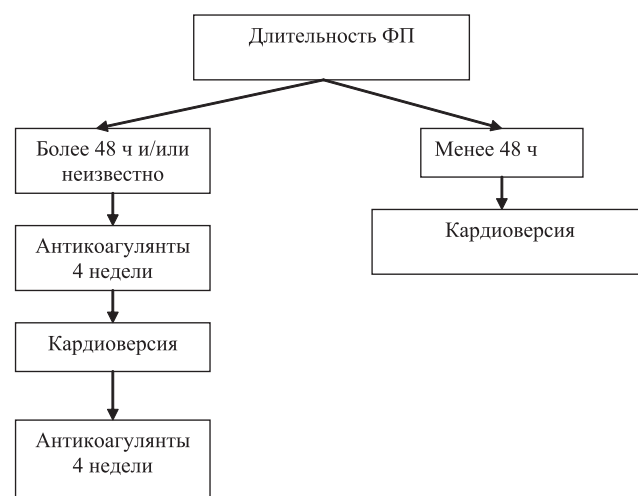 Длительность ФП
Более 48 ч и/или
неизвестно
Менее 48 ч
Антикоагулянты
4 недели
Кардиоверсия
Кардиоверсия
Антикоагулянты
4 недели